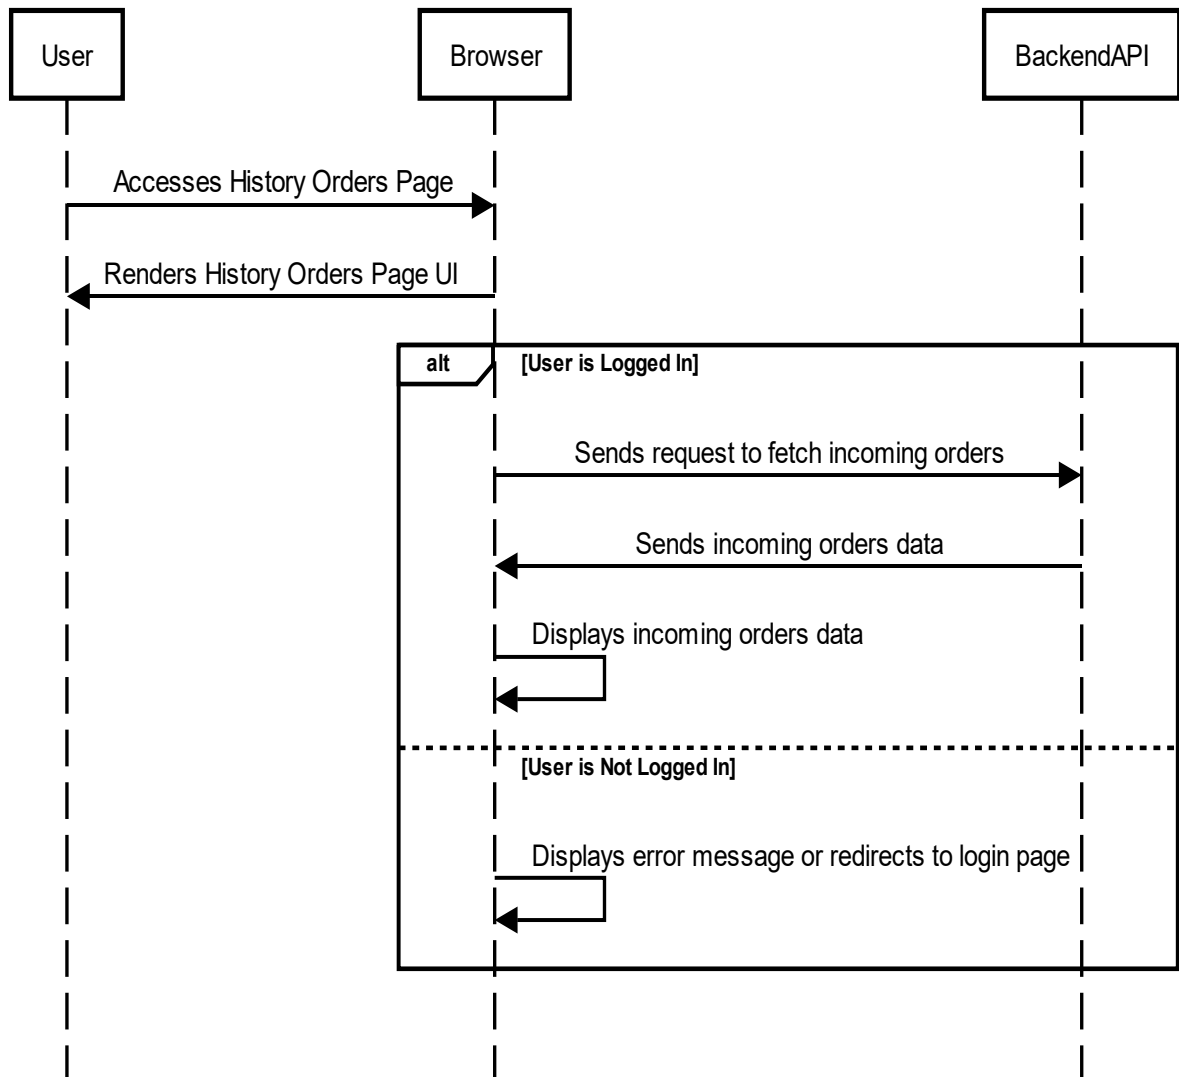 User
Browser
BackendAPI
Accesses History Orders Page
Renders History Orders Page UI
alt
[User is Logged In]
Sends request to fetch incoming orders
Sends incoming orders data
Displays incoming orders data
[User is Not Logged In]
Displays error message or redirects to login page